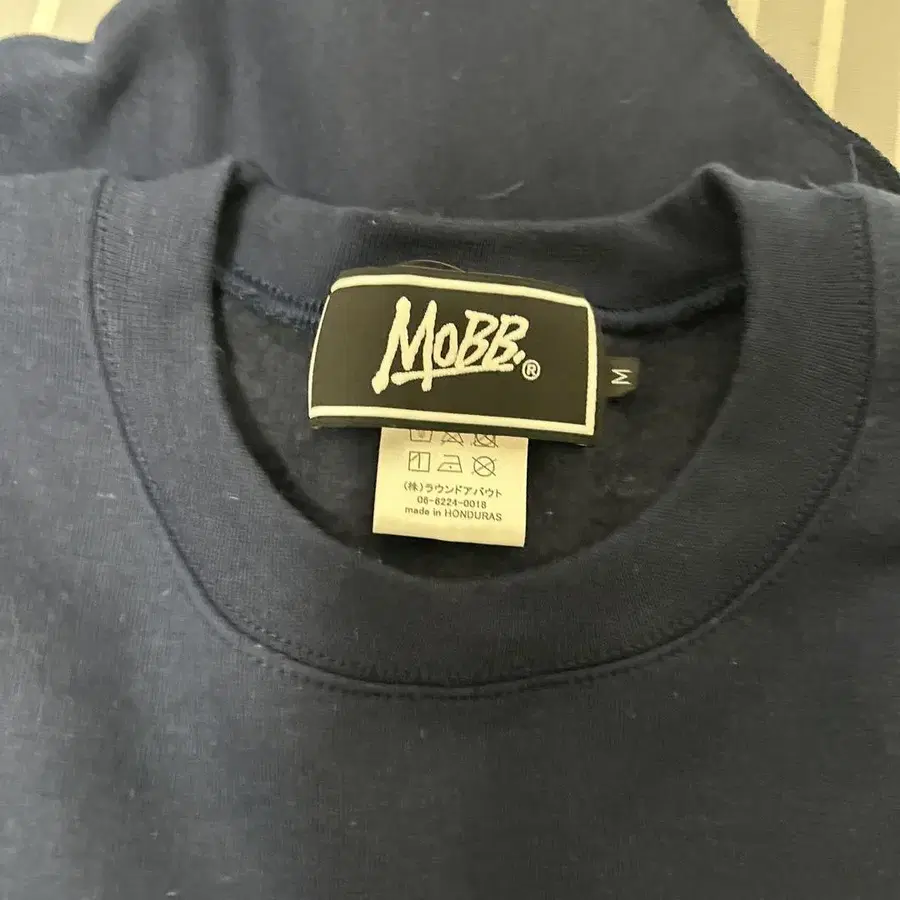 MOBB.®
M
(株)ラウンドアバウト
06-6224-0018
made in HONDURAS